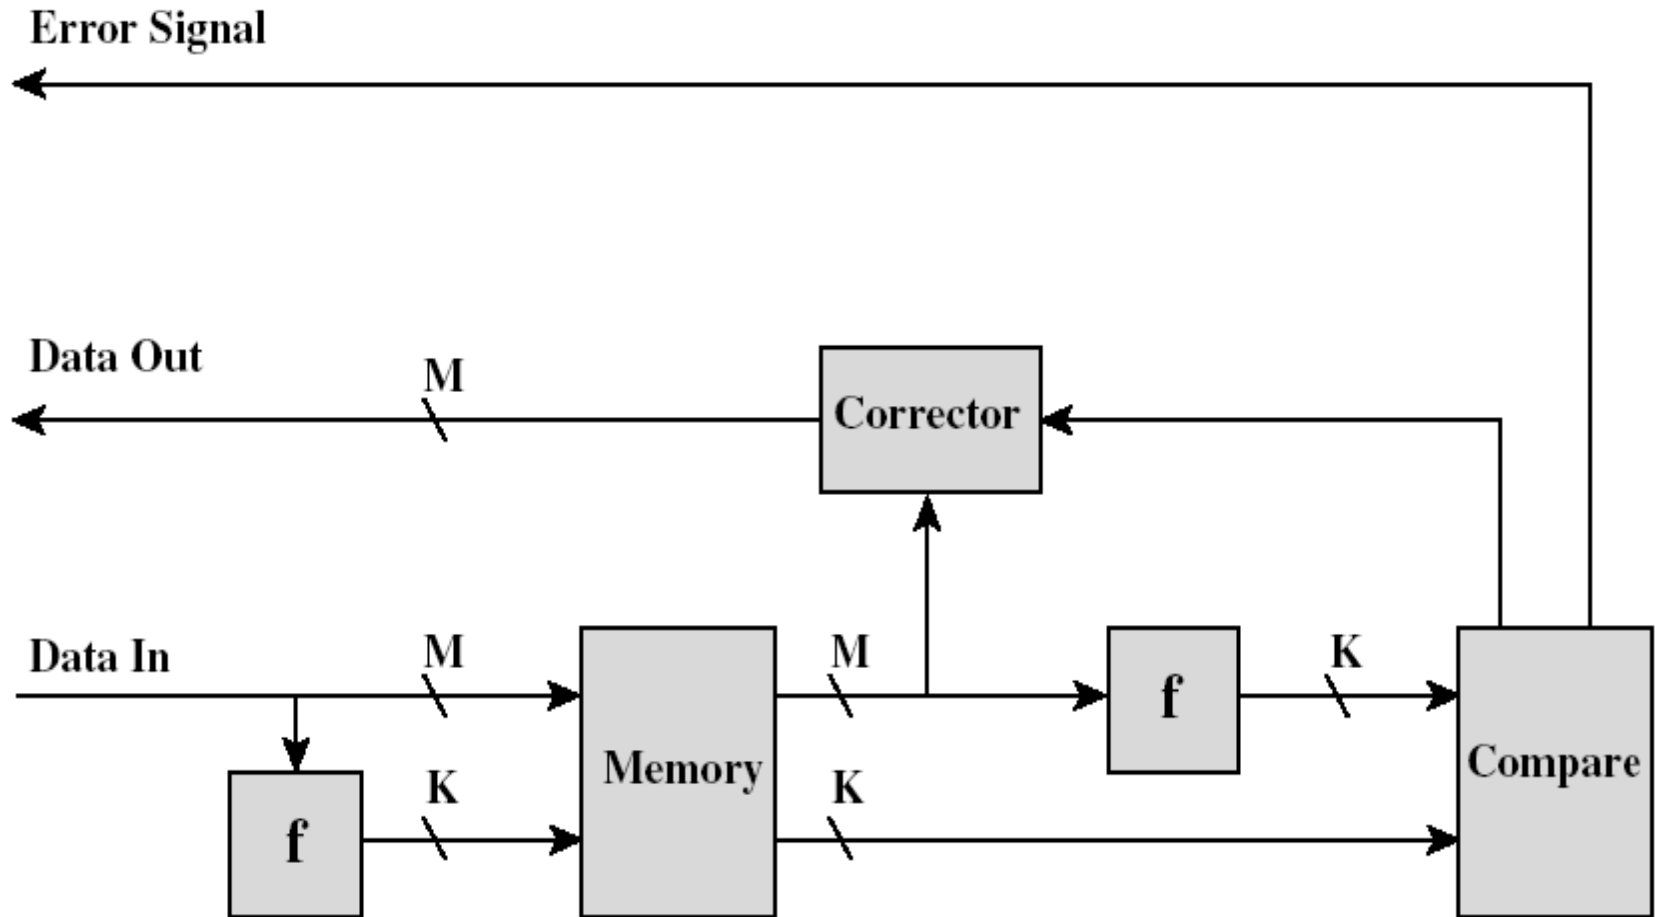 Error Signal
Data Out
M
Corrector
Data In
M
M
K
f
Memory
Compare
K
K
f